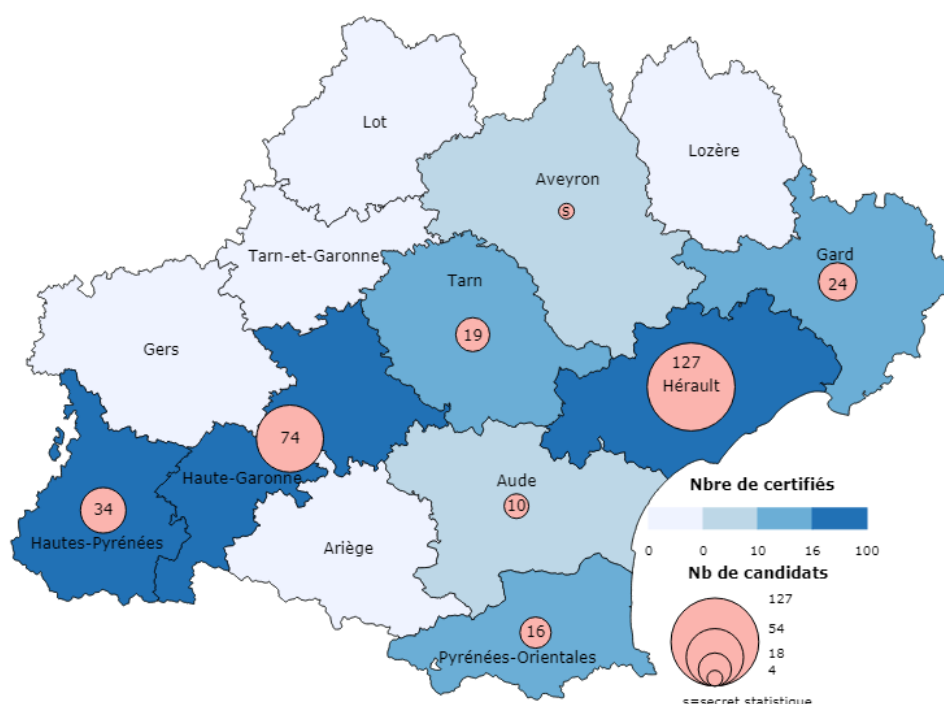 Lot
Lozère
Aveyron
s
Gard
24
Tarn-et-Garonne
Tarn
19
Gers
127
Hérault
74
Haute-Garonne
34
Hautes-Pyrénées
Aude
10
Ariège
16
Pyrénées-Orientales
Nbre de certifiés
0 0 10 16 100
Nb de candidats
127
54
18
4
s=secret statistique